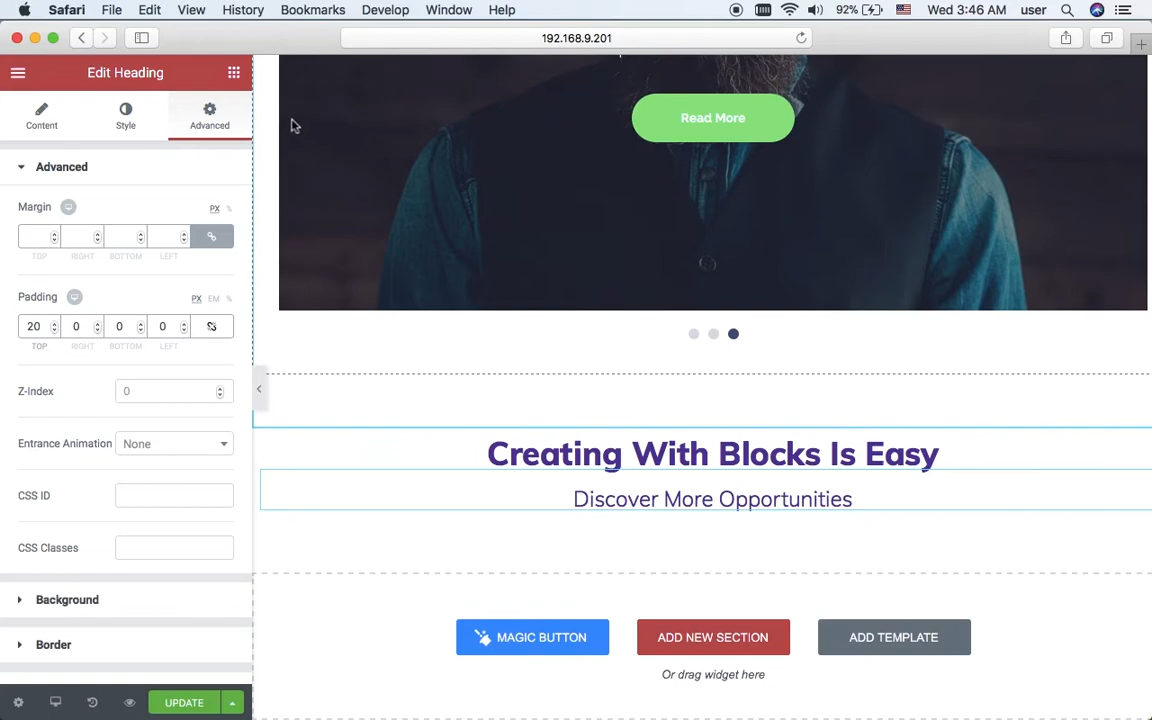 Safari File Edit View History Bookmarks Develop Window Help 92% Wed 3:46 AM user
192.168.9.201
Edit Heading
Content Style Advanced
Read More
Advanced
Margin PX %
TOP RIGHT BOTTOM LEFT
Padding PX EM %
20 0 0 0
TOP RIGHT BOTTOM LEFT
Z-Index 0
Entrance Animation None
Creating With Blocks Is Easy
CSS ID
Discover More Opportunities
CSS Classes
Background
MAGIC BUTTON ADD NEW SECTION ADD TEMPLATE
Border
Or drag widget here
UPDATE